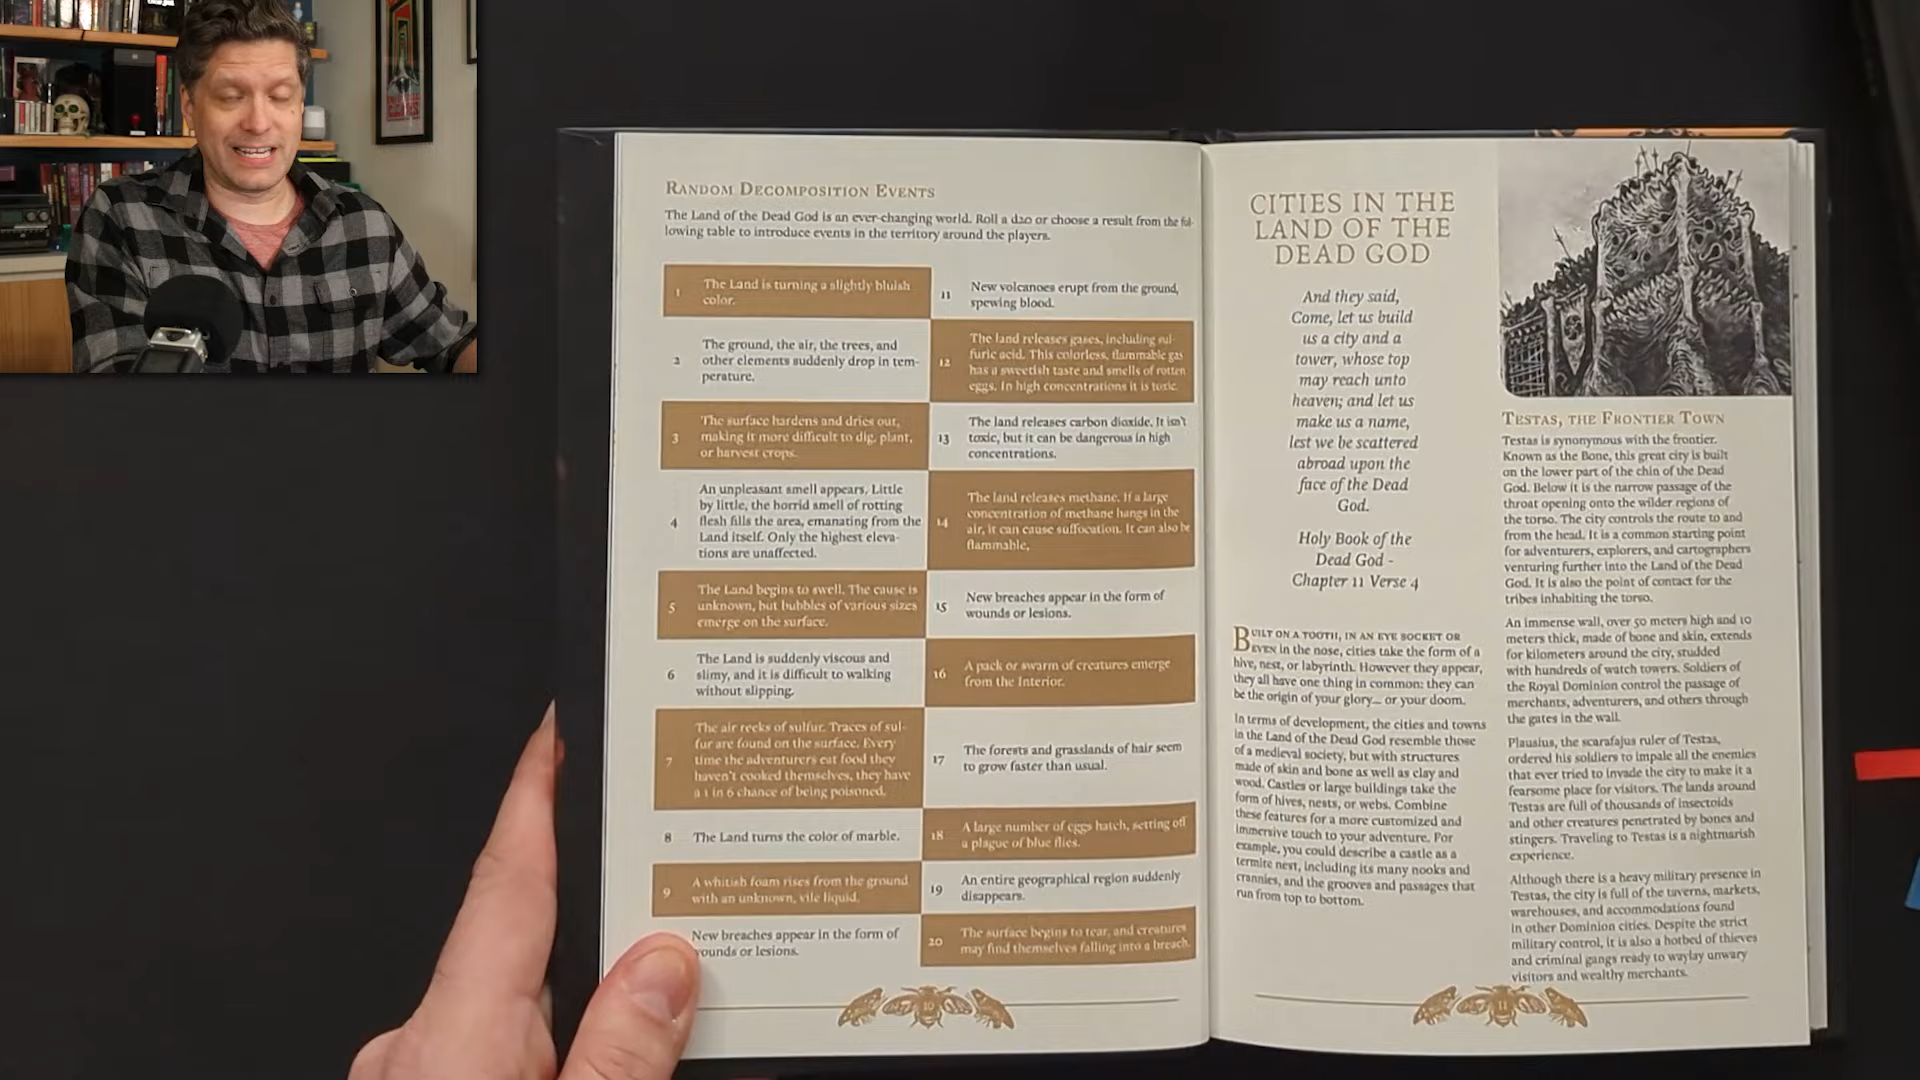 RANDOM DECOMPOSITION EVENTS
The Land of the Dead God is an ever-changing world. Roll a d20 or choose a result from the fol-
lowing table to introduce events in the territory around the players.
1 The Land is turning a slightly bluish
color.
2 The ground, the air, the trees, and
other elements suddenly drop in tem-
perature.
3 The surface hardens and dries out,
making it more difficult to dig, plant,
or harvest crops.
4 An unpleasant smell appears. Little
by little, the horrid smell of rotting
flesh fills the area, emanating from the
Land itself. Only the highest eleva-
tions are unaffected.
5 The Land begins to swell. The cause is
unknown, but bubbles of various sizes
emerge on the surface.
6 The Land is suddenly viscous and
slimy, and it is difficult to walking
without slipping.
7 The air reeks of sulfur. Traces of sul-
fur are found on the surface. Every
time the adventurers eat food they
haven't cooked themselves, they have
a 1 in 6 chance of being poisoned.
8 The Land turns the color of marble.
9 A whitish foam rises from the ground
with an unknown, vile liquid.
New breaches appear in the form of
wounds or lesions.
11 New volcanoes erupt from the ground,
spewing blood.
12 The land releases gases, including sul-
furic acid. This colorless, flammable gas
has a sweetish taste and smells of rotten
eggs. In high concentrations it is toxic.
13 The land releases carbon dioxide. It isn't
toxic, but it can be dangerous in high
concentrations.
14 The land releases methane. If a large
concentration of methane hangs in the
air, it can cause suffocation. It can also be
flammable.
15 New breaches appear in the form of
wounds or lesions.
16 A pack or swarm of creatures emerge
from the Interior.
17 The forests and grasslands of hair seem
to grow faster than usual.
18 A large number of eggs hatch, setting off
a plague of blue flies.
19 An entire geographical region suddenly
disappears.
20 The surface begins to tear, and creatures
may find themselves falling into a breach.
10
CITIES IN THE
LAND OF THE
DEAD GOD
And they said,
Come, let us build
us a city and a
tower, whose top
may reach unto
heaven; and let us
make us a name,
lest we be scattered
abroad upon the
face of the Dead
God.
Holy Book of the
Dead God -
Chapter 11 Verse 4
BUILT ON A TOOTH, IN AN EYE SOCKET OR
EVEN in the nose, cities take the form of a
hive, nest, or labyrinth. However they appear,
they all have one thing in common: they can
be the origin of your glory... or your doom.
In terms of development, the cities and towns
in the Land of the Dead God resemble those
of a medieval society, but with structures
made of skin and bone as well as clay and
wood. Castles or large buildings take the
form of hives, nests, or webs. Combine
these features for a more customized and
immersive touch to your adventure. For
example, you could describe a castle as a
termite nest, including its many nooks and
crannies, and the grooves and passages that
run from top to bottom.
TESTAS, THE FRONTIER TOWN
Testas is synonymous with the frontier.
Known as the Bone, this great city is built
on the lower part of the chin of the Dead
God. Below it is the narrow passage of the
throat opening onto the wilder regions of
the torso. The city controls the route to and
from the head. It is a common starting point
for adventurers, explorers, and cartographers
venturing further into the Land of the Dead
God. It is also the point of contact for the
tribes inhabiting the torso.
An immense wall, over 50 meters high and 10
meters thick, made of bone and skin, extends
for kilometers around the city, studded
with hundreds of watch towers. Soldiers of
the Royal Dominion control the passage of
merchants, adventurers, and others through
the gates in the wall.
Plausius, the scarafajus ruler of Testas,
ordered his soldiers to impale all the enemies
that ever tried to invade the city to make it a
fearsome place for visitors. The lands around
Testas are full of thousands of insectoids
and other creatures penetrated by bones and
stingers. Traveling to Testas is a nightmarish
experience.
Although there is a heavy military presence in
Testas, the city is full of the taverns, markets,
warehouses, and accommodations found
in other Dominion cities. Despite the strict
military control, it is also a hotbed of thieves
and criminal gangs ready to waylay unwary
visitors and wealthy merchants.
11